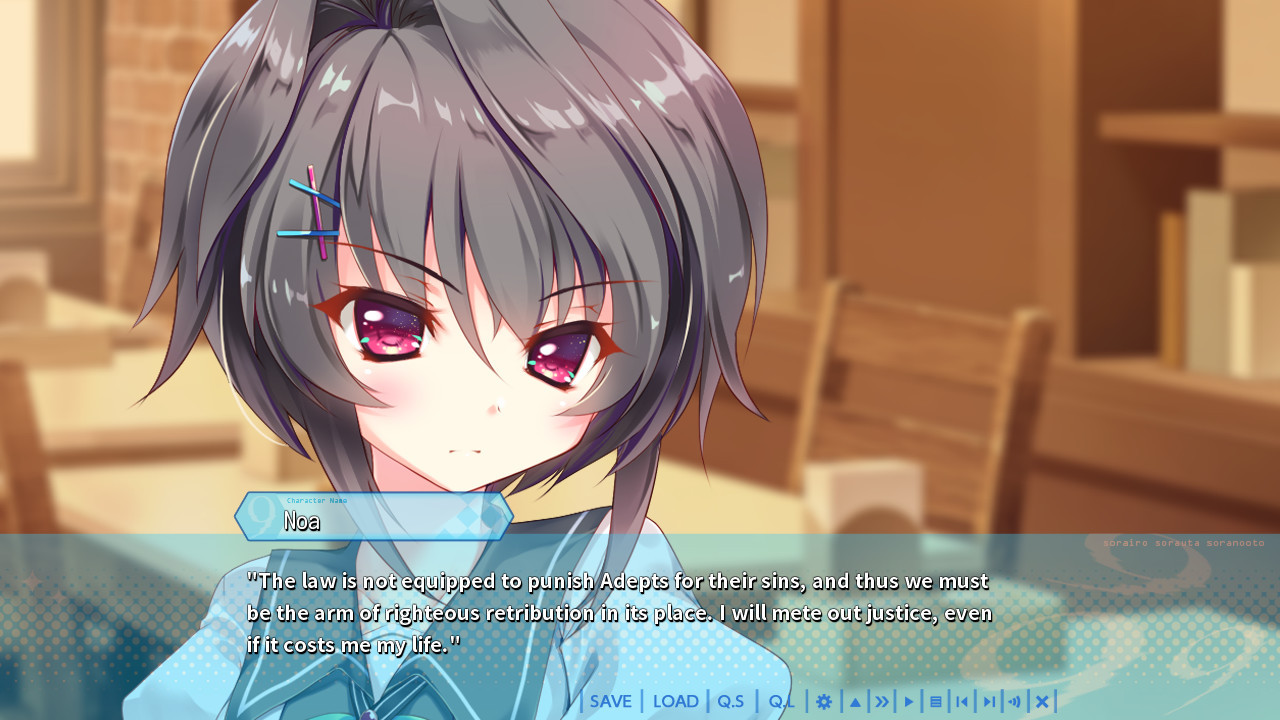 9
Character Name
Noa
sorairo sorauta soranooto
"The law is not equipped to punish Adepts for their sins, and thus we must
be the arm of righteous retribution in its place. I will mete out justice, even
if it costs me my life."
SAVE LOAD Q.S Q.L